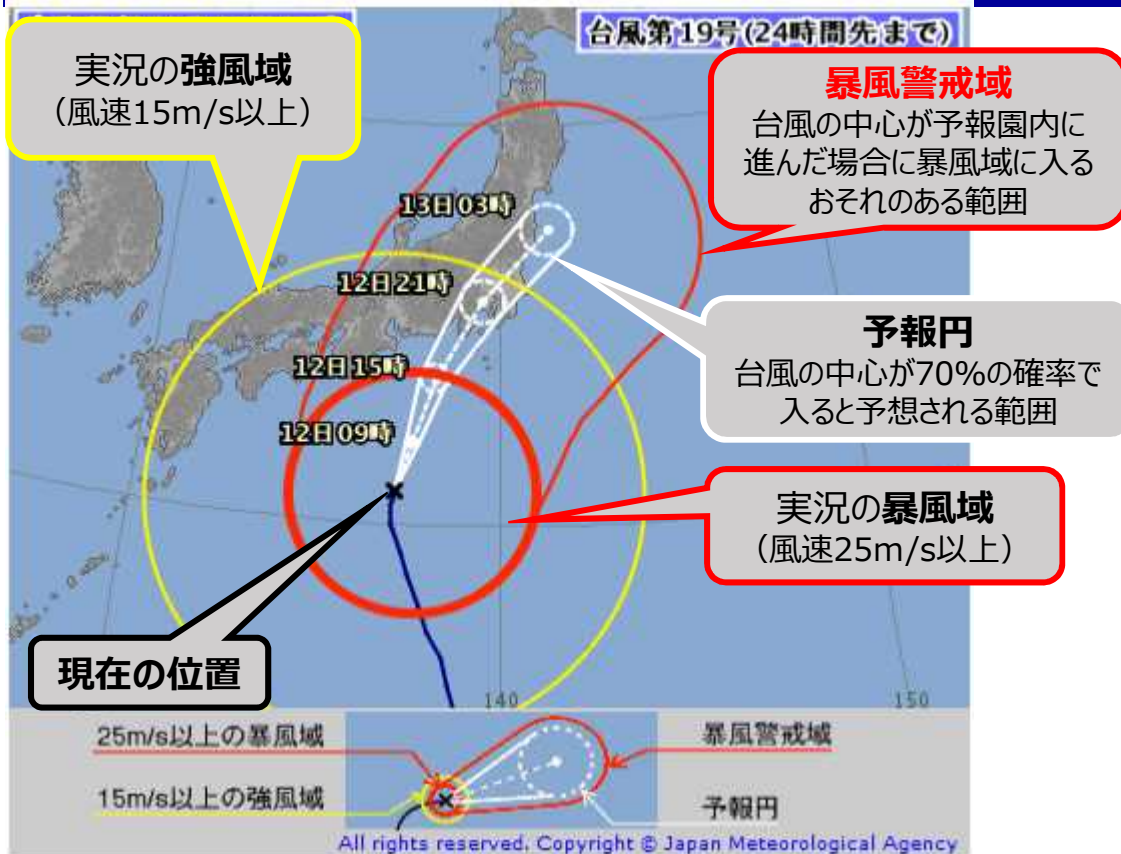 台風第19号(24時間先まで)
実況の強風域
（風速15m/s以上）
暴風警戒域
台風の中心が予報園内に
進んだ場合に暴風域に入る
おそれのある範囲
13日03時
12日21時
12日15時
12日09時
予報円
台風の中心が70%の確率で
入ると予想される範囲
実況の暴風域
（風速25m/s以上）
現在の位置
140
150
25m/s以上の暴風域
暴風警戒域
15m/s以上の強風域
予報円
All rights reserved. Copyright © Japan Meteorological Agency